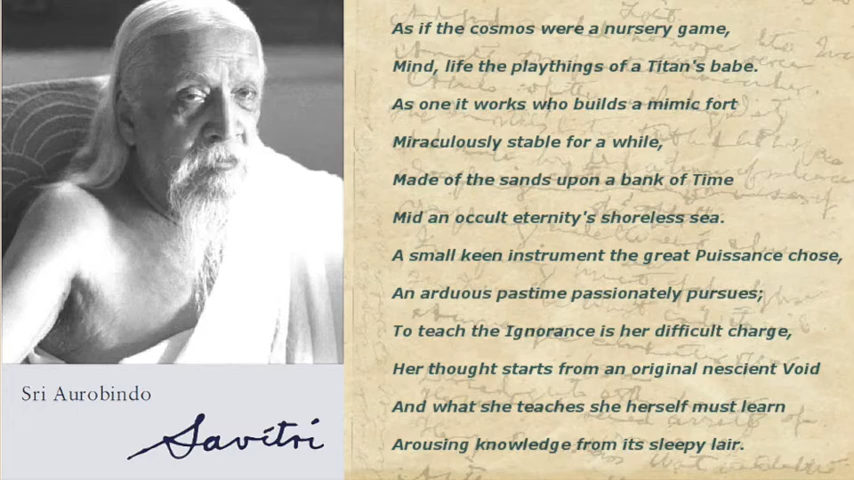 As if the cosmos were a nursery game,
Mind, life the playthings of a Titan's babe.
As one it works who builds a mimic fort
Miraculously stable for a while,
Made of the sands upon a bank of Time
Mid an occult eternity's shoreless sea.
A small keen instrument the great Puissance chose,
An arduous pastime passionately pursues;
To teach the Ignorance is her difficult charge,
Her thought starts from an original nescient Void
And what she teaches she herself must learn
Arousing knowledge from its sleepy lair.
Sri Aurobindo
Savitri